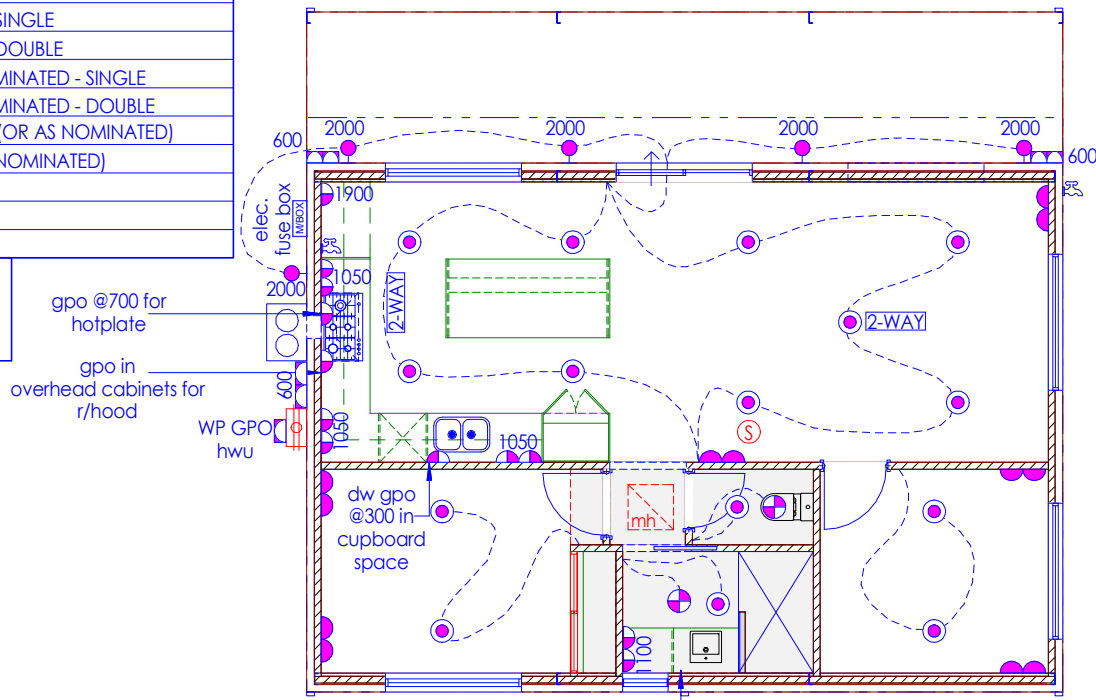 SINGLE
DOUBLE
MINATED - SINGLE
MINATED - DOUBLE
(OR AS NOMINATED)
NOMINATED)
2000
2000
2000
2000
600
600
elec.
fuse box
M/BOX
1900
1050
2000
2-WAY
2-WAY
gpo @700 for
hotplate
gpo in
overhead cabinets for
r/hood
600
WP GPO
hwu
1050
1050
S
dw gpo
@300 in
cupboard
space
mh
1100